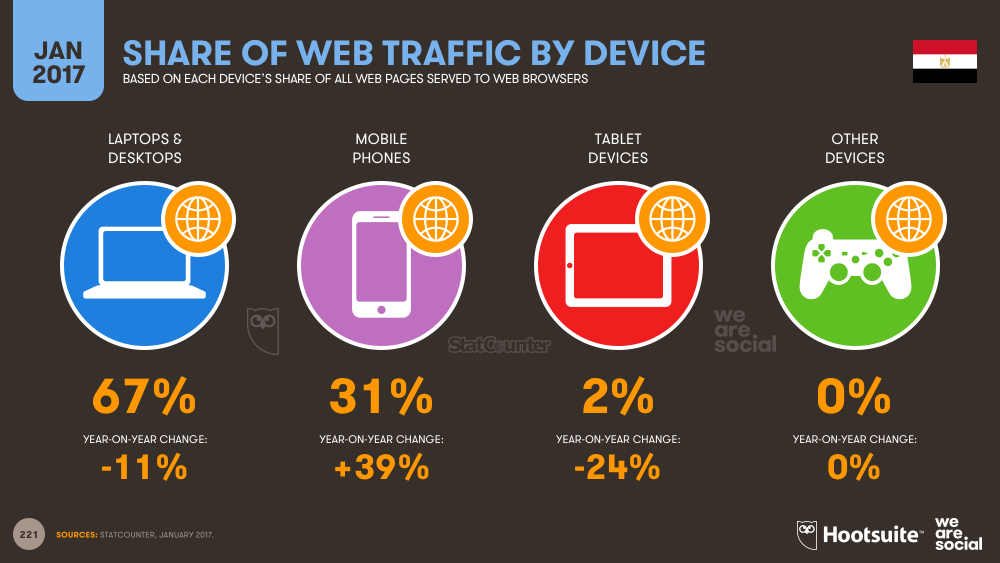 JAN
2017
SHARE OF WEB TRAFFIC BY DEVICE
BASED ON EACH DEVICE'S SHARE OF ALL WEB PAGES SERVED TO WEB BROWSERS
LAPTOPS &
DESKTOPS
MOBILE
PHONES
TABLET
DEVICES
OTHER
DEVICES
StatCounter
we
are
social
67%
31%
2%
0%
YEAR-ON-YEAR CHANGE:
YEAR-ON-YEAR CHANGE:
YEAR-ON-YEAR CHANGE:
YEAR-ON-YEAR CHANGE:
-11%
+39%
-24%
0%
221
SOURCES: STATCOUNTER, JANUARY 2017.
Hootsuite™
we
are
social